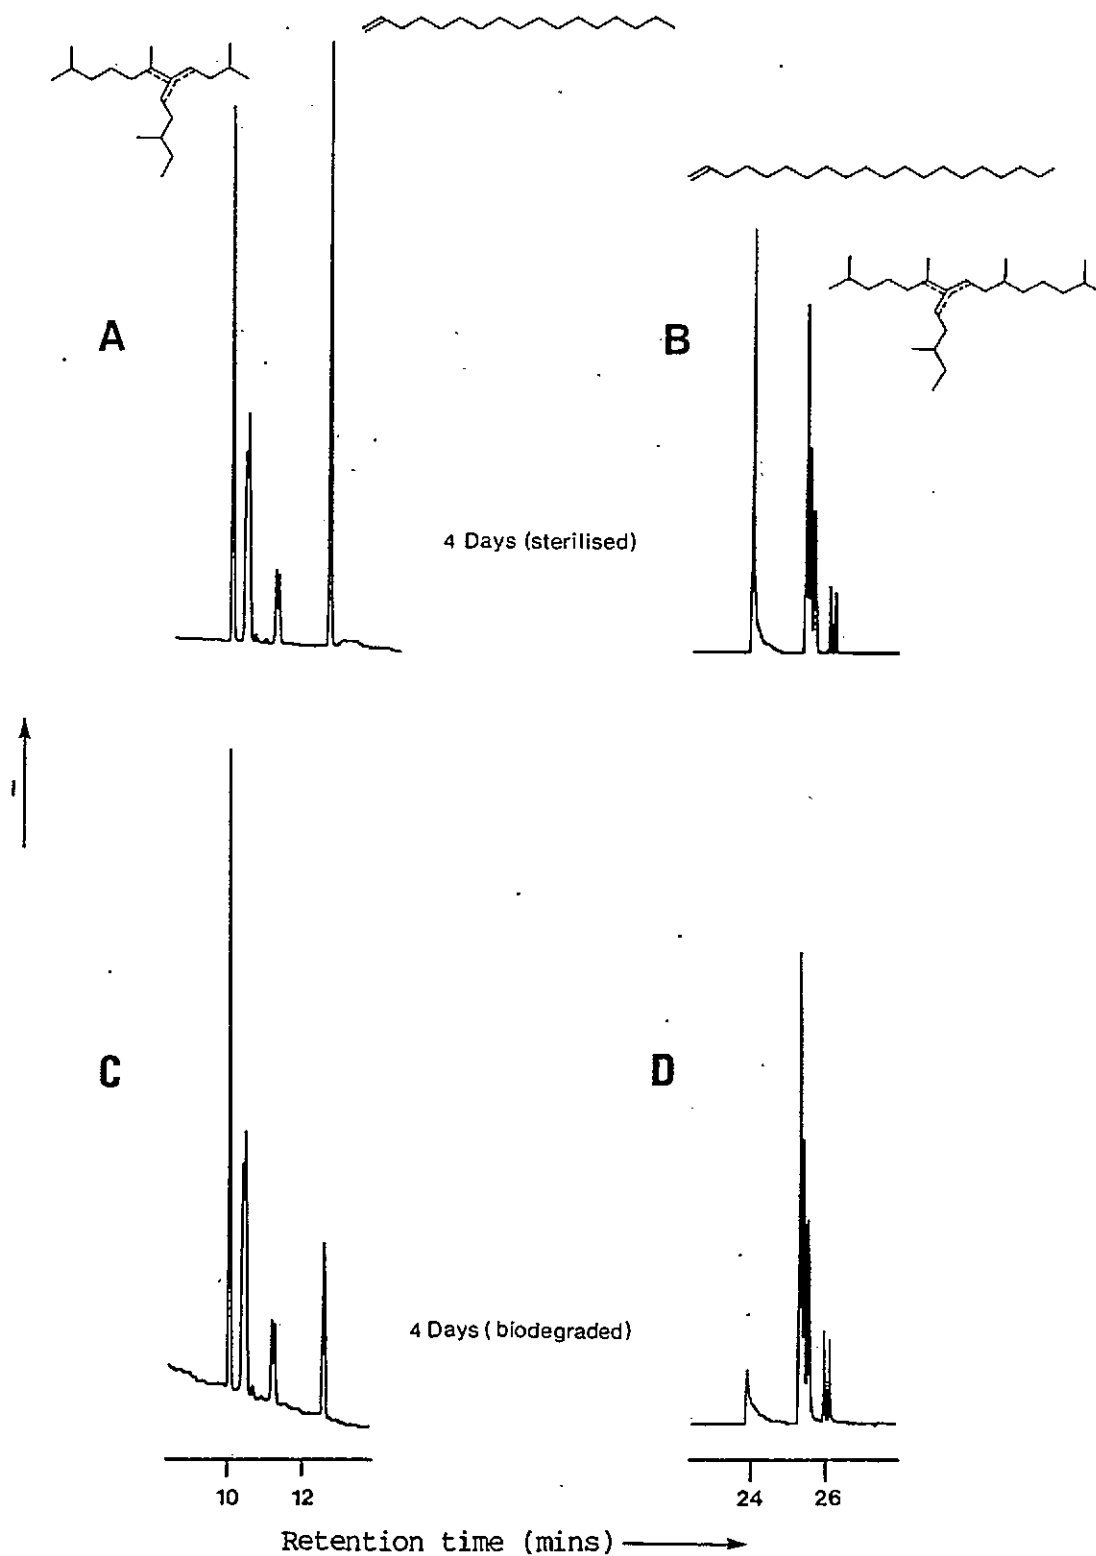 A
B
4 Days (sterilised)
C
D
4 Days (biodegraded)
10 12
24 26
Retention time (mins)